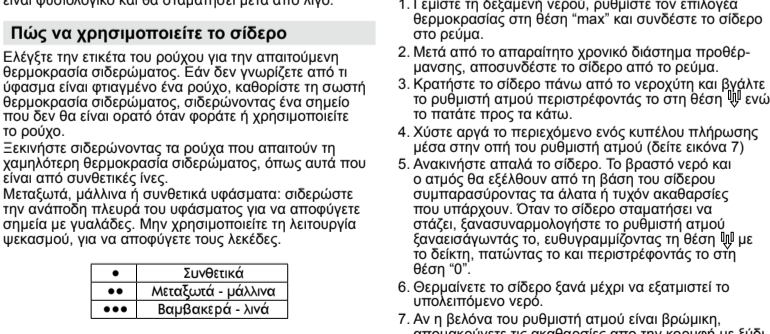 είναι φυσιολογικό και θα σταματήσει μετά από λίγο.
Πώς να χρησιμοποιείτε το σίδερο
Ελέγξτε την ετικέτα του ρούχου για την απαιτούμενη
θερμοκρασία σιδερώματος. Εάν δεν γνωρίζετε από τι
ύφασμα είναι φτιαγμένο ένα ρούχο, καθορίστε τη σωστή
θερμοκρασία σιδερώματος, σιδερώνοντας ένα σημείο
που δεν θα είναι ορατό όταν φοράτε ή χρησιμοποιείτε
το ρούχο.
Ξεκινήστε σιδερώνοντας τα ρούχα που απαιτούν τη
χαμηλότερη θερμοκρασία σιδερώματος, όπως αυτά που
είναι από συνθετικές ίνες.
Μεταξωτά, μάλλινα ή συνθετικά υφάσματα: σιδερώστε
την ανάποδη πλευρά του υφάσματος για να αποφύγετε
σημεία με γυαλάδες. Μην χρησιμοποιείτε τη λειτουργία
ψεκασμού, για να αποφύγετε τους λεκέδες.
● Συνθετικά
●● Μεταξωτά - μάλλινα
●●● Βαμβακερά - λινά
1. Γεμίστε τη δεξαμενή νερού, ρυθμίστε τον επιλογέα
θερμοκρασίας στη θέση “max” και συνδέστε το σίδερο
στο ρεύμα.
2. Μετά από το απαραίτητο χρονικό διάστημα προθέρ-
μανσης, αποσυνδέστε το σίδερο από το ρεύμα.
3. Κρατήστε το σίδερο πάνω από το νεροχύτη και βγάλτε
το ρυθμιστή ατμού περιστρέφοντάς το στη θέση ενώ
το πατάτε προς τα κάτω.
4. Χύστε αργά το περιεχόμενο ενός κυπέλου πλήρωσης
μέσα στην οπή του ρυθμιστή ατμού (δείτε εικόνα 7)
5. Ανακινήστε απαλά το σίδερο. Το βραστό νερό και
ο ατμός θα εξέλθουν από τη βάση του σίδερου
συμπαρασύροντας τα άλατα ή τυχόν ακαθαρσίες
που υπάρχουν. Όταν το σίδερο σταματήσει να
στάζει, ξανασυναρμολογήστε το ρυθμιστή ατμού
ξαναεισάγωντάς το, ευθυγραμμίζοντας τη θέση με
το δείκτη, πατώντας το και περιστρέφοντάς το στη
θέση “0”.
6. Θερμαίνετε το σίδερο ξανά μέχρι να εξατμιστεί το
υπολειπόμενο νερό.
7. Αν η βελόνα του ρυθμιστή ατμού είναι βρώμικη,
απομακρύνετε τις ακαθαρσίες από την κορυφή με ξύδι